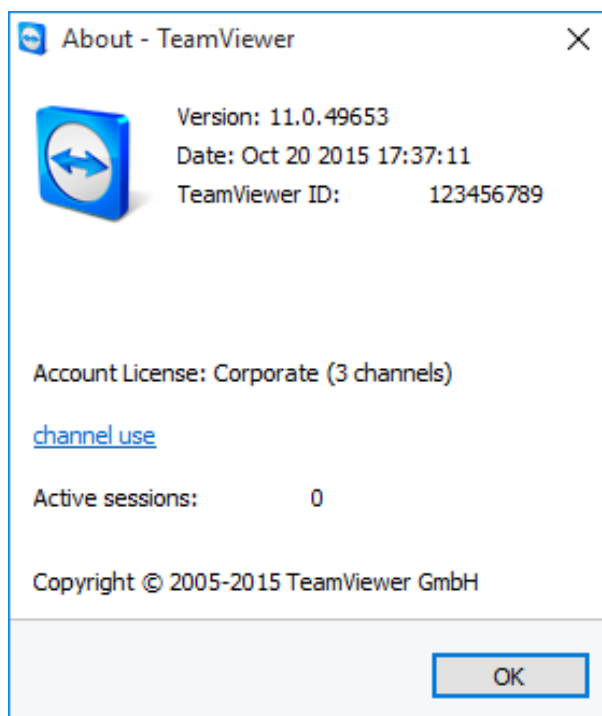 About - TeamViewer
Version: 11.0.49653
Date: Oct 20 2015 17:37:11
TeamViewer ID: 123456789
Account License: Corporate (3 channels)
channel use
Active sessions: 0
Copyright © 2005-2015 TeamViewer GmbH
OK